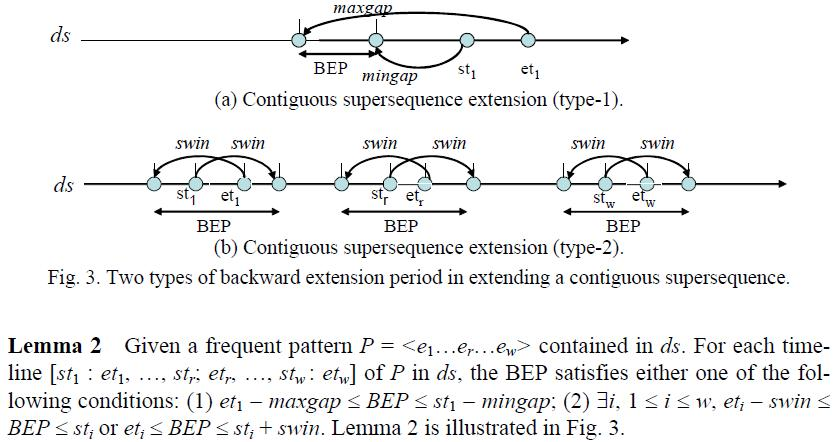 maxgap
ds
BEP mingap st1 et1
(a) Contiguous supersequence extension (type-1).
swin swin swin swin swin swin
ds st1 et1 str etr stw etw
BEP BEP BEP
(b) Contiguous supersequence extension (type-2).
Fig. 3. Two types of backward extension period in extending a contiguous supersequence.
Lemma 2 Given a frequent pattern P = <e1…er…ew> contained in ds. For each time-
line [st1 : et1, …, str; etr, …, stw : etw] of P in ds, the BEP satisfies either one of the fol-
lowing conditions: (1) et1 – maxgap ≤ BEP ≤ st1 – mingap; (2) ∃i, 1 ≤ i ≤ w, eti – swin ≤
BEP ≤ sti or eti ≤ BEP ≤ sti + swin. Lemma 2 is illustrated in Fig. 3.